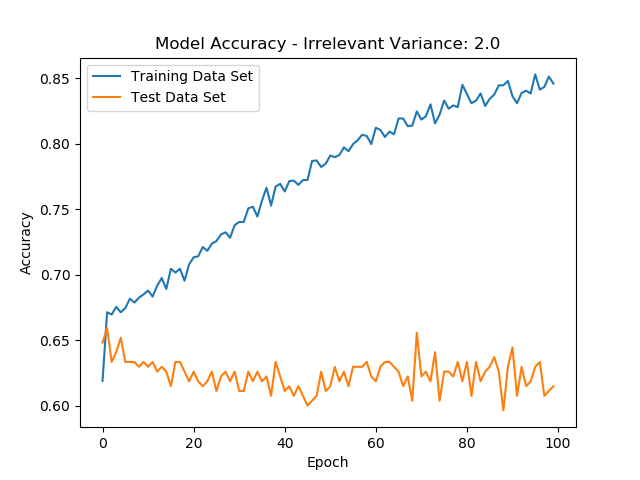 Model Accuracy - Irrelevant Variance: 2.0
Training Data Set
Test Data Set
0.85
0.80
0.75
0.70
0.65
0.60
Accuracy
0
20
40
60
80
100
Epoch